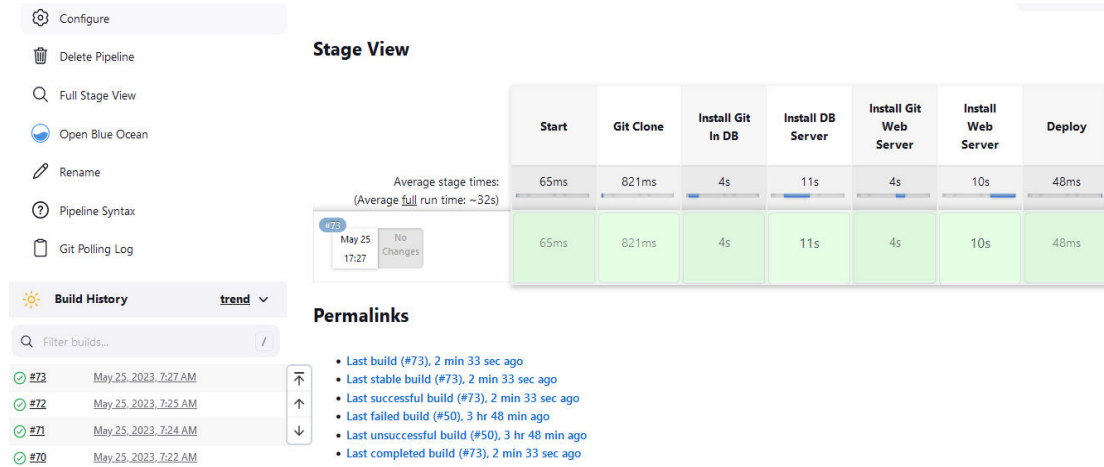 Configure
Delete Pipeline
Full Stage View
Open Blue Ocean
Rename
Pipeline Syntax
Git Polling Log
Build History trend
Filter builds... /
#73 May 25, 2023, 7:27 AM
#72 May 25, 2023, 7:25 AM
#71 May 25, 2023, 7:24 AM
#70 May 25, 2023, 7:22 AM
Stage View
Start Git Clone Install Git In DB Install DB Server Install Git Web Server Install Web Server Deploy
Average stage times: 65ms 821ms 4s 11s 4s 10s 48ms
(Average full run time: ~32s)
#73
May 25 No
17:27 Changes
65ms 821ms 4s 11s 4s 10s 48ms
Permalinks
Last build (#73), 2 min 33 sec ago
Last stable build (#73), 2 min 33 sec ago
Last successful build (#73), 2 min 33 sec ago
Last failed build (#50), 3 hr 48 min ago
Last unsuccessful build (#50), 3 hr 48 min ago
Last completed build (#73), 2 min 33 sec ago